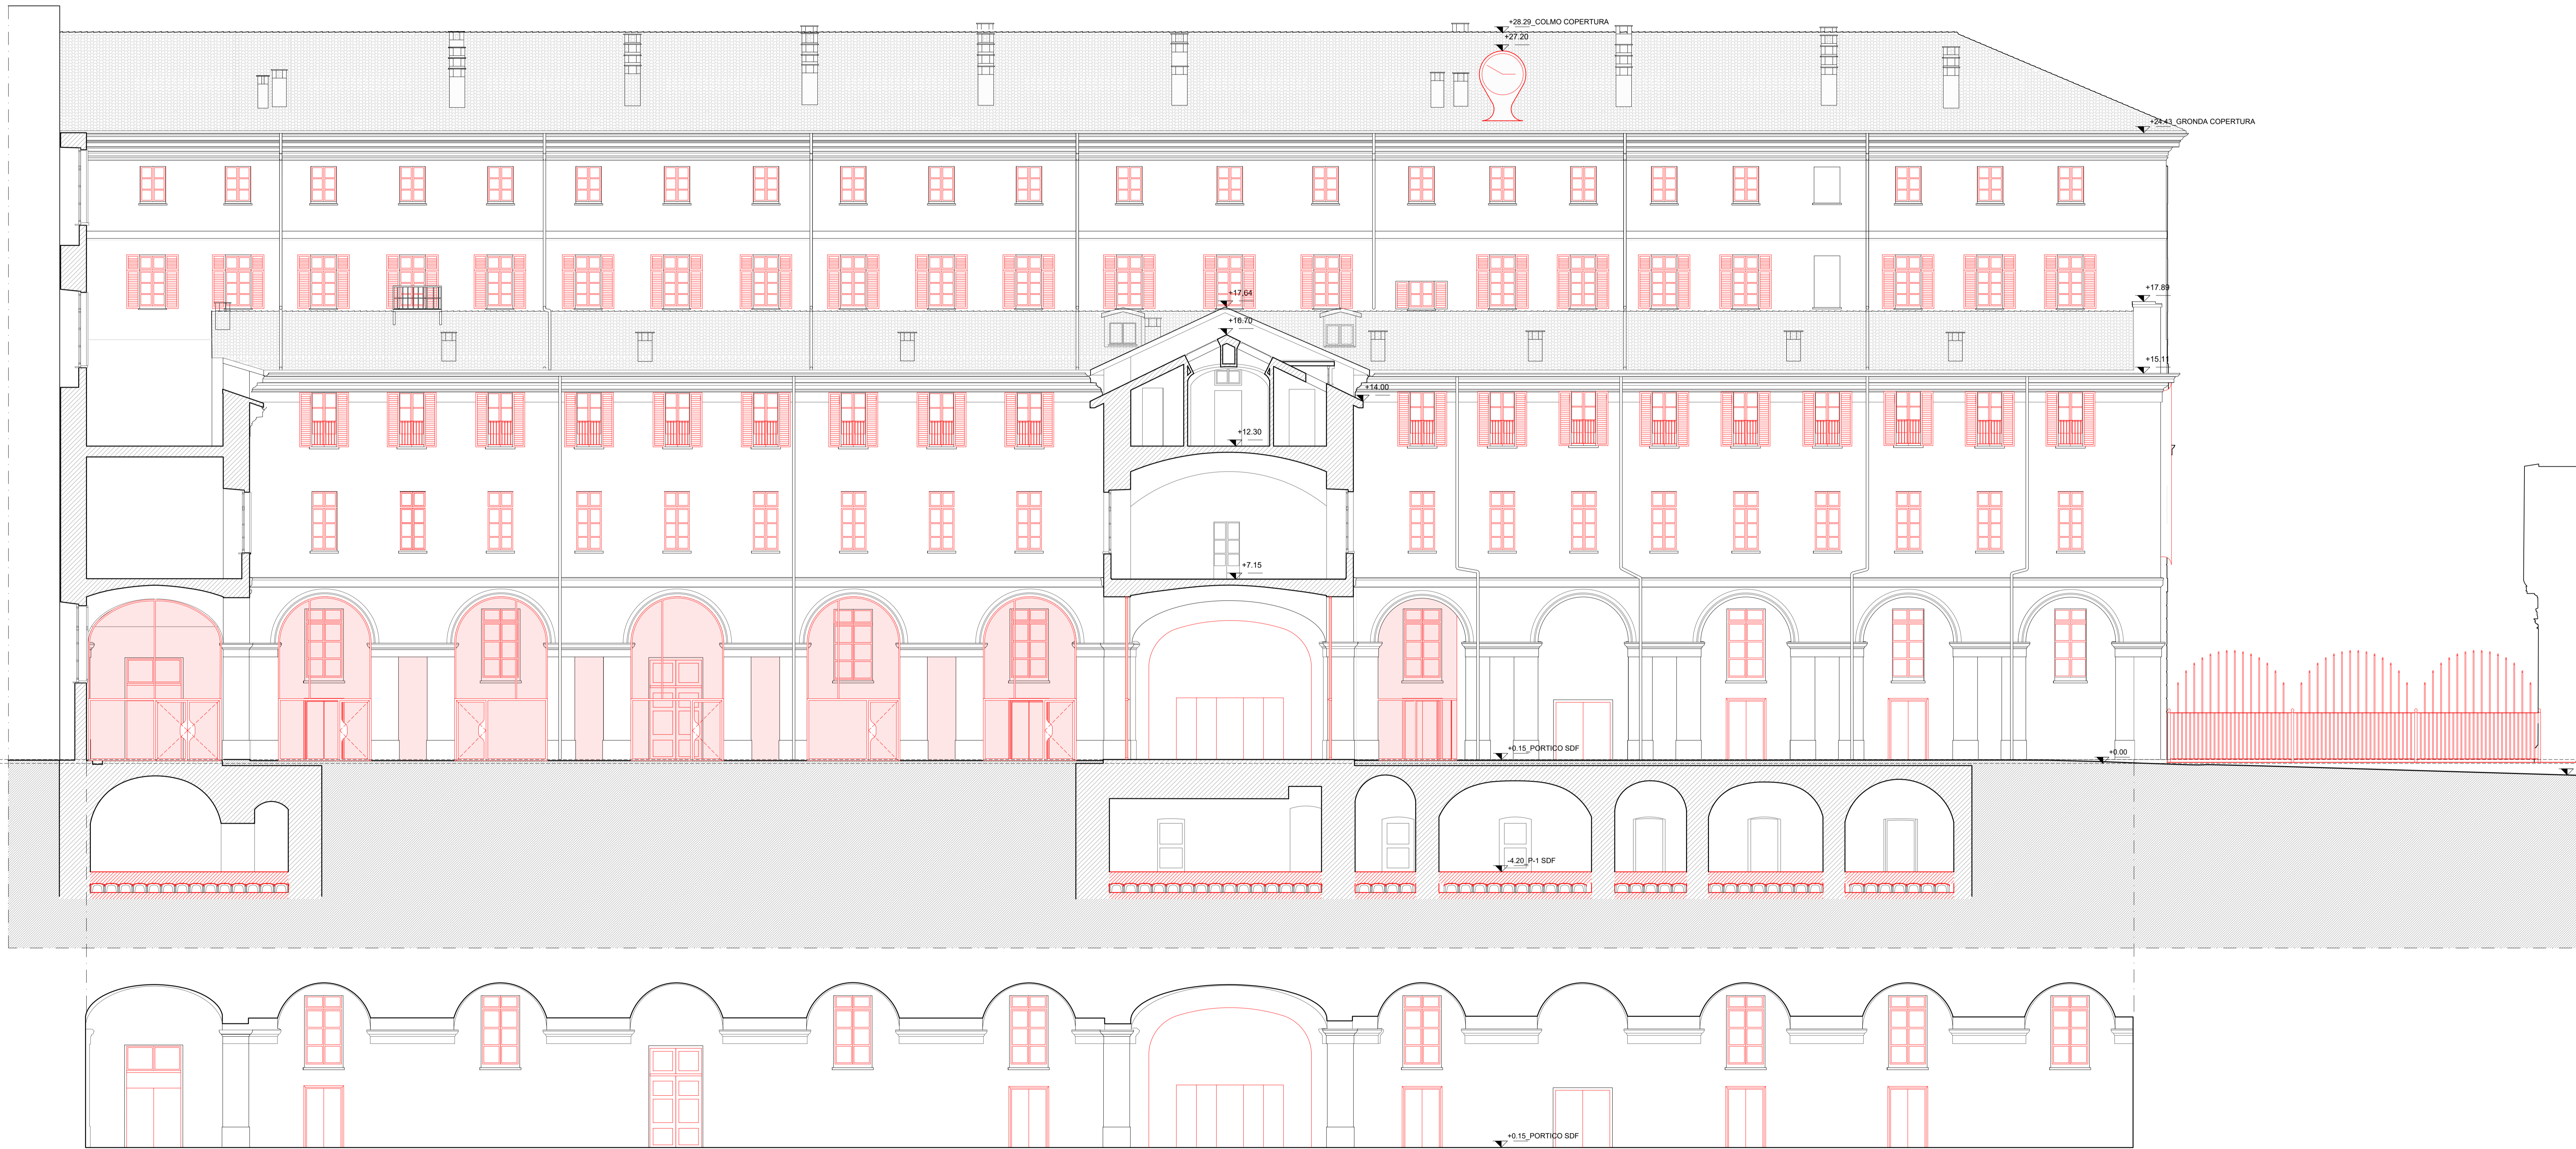 +28.29_COLMO COPERTURA
+27.20
+24.43_GRONDA COPERTURA
+17.64
+17.89
+16.70
+15.11
+14.00
+12.30
+7.15
+0.15_PORTICO SDF
+0.00
-4.20_P-1 SDF
+0.15_PORTICO SDF